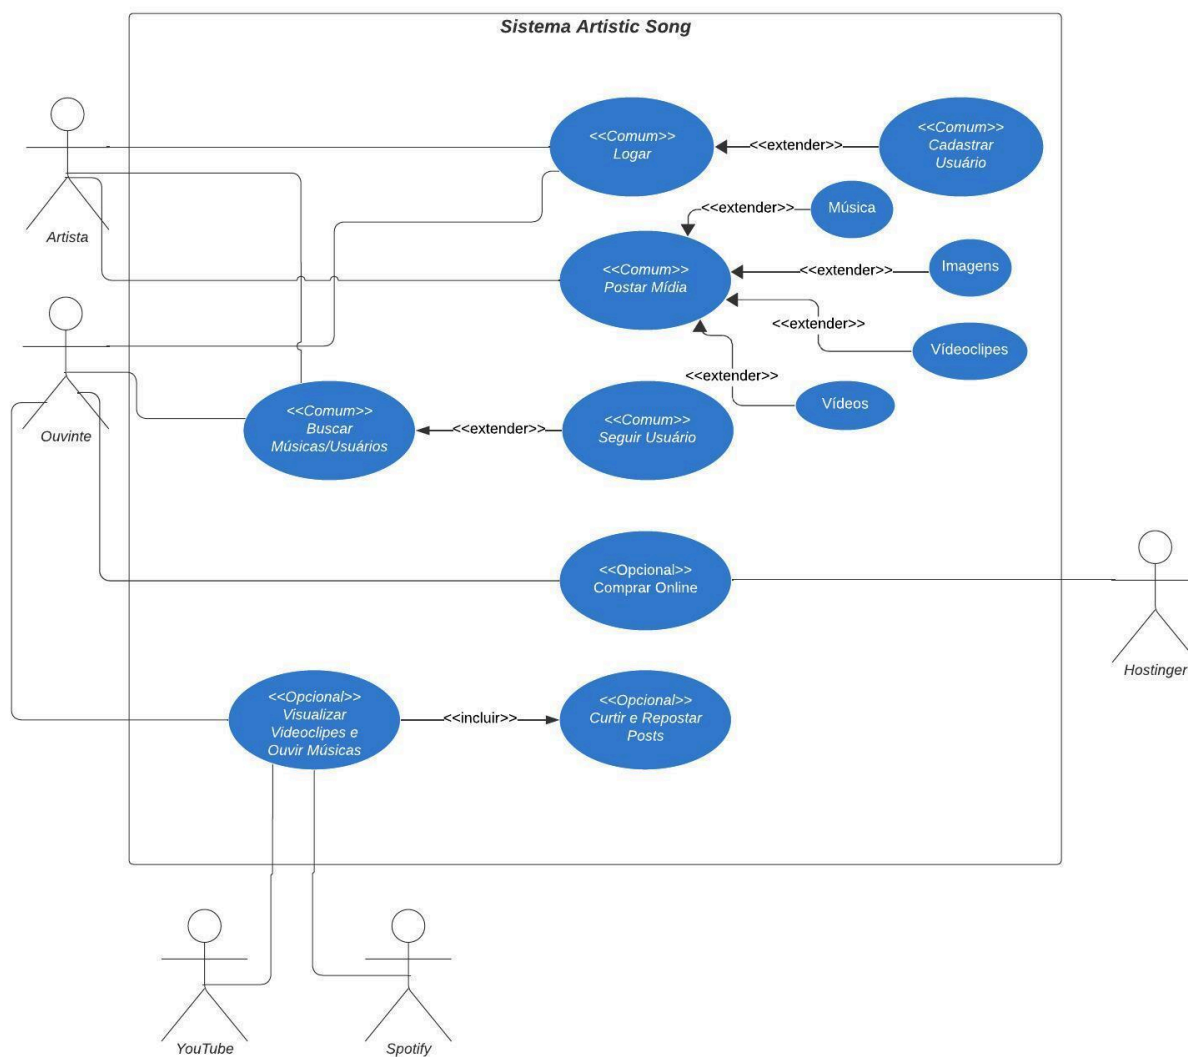 Sistema Artistic Song
Artista
<<Comum>>
Logar
<<extender>>
<<Comum>>
Cadastrar
Usuário
<<extender>>
Música
<<Comum>>
Postar Mídia
<<extender>>
Imagens
<<extender>>
Vídeoclipes
<<extender>>
Vídeos
Ouvinte
<<Comum>>
Buscar
Músicas/Usuários
<<extender>>
<<Comum>>
Seguir Usuário
<<Opcional>>
Comprar Online
Hostinger
<<Opcional>>
Visualizar
Videoclipes e
Ouvir Músicas
<<incluir>>
<<Opcional>>
Curtir e Repostar
Posts
YouTube
Spotify